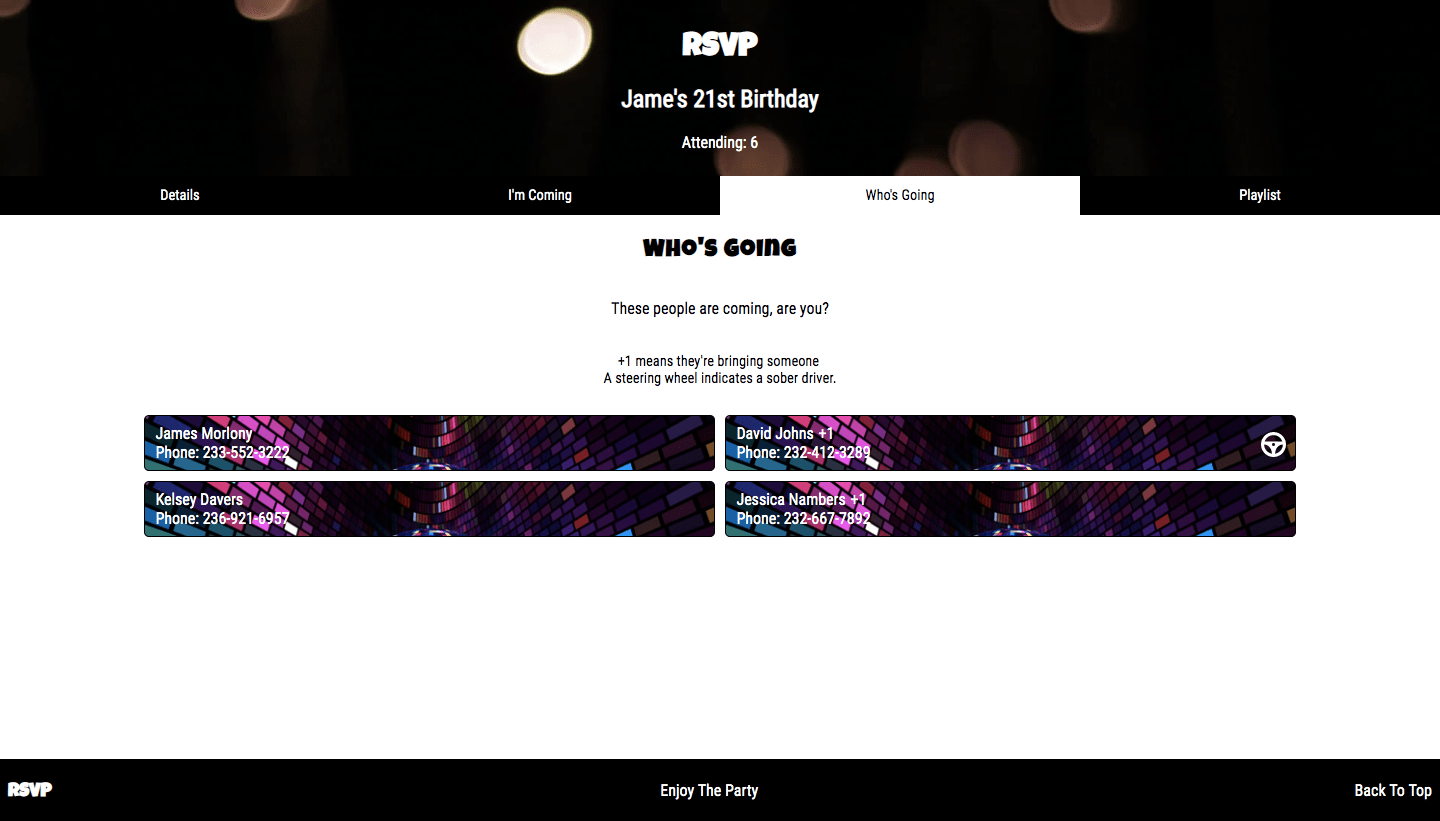 RSVP
Jame's 21st Birthday
Attending: 6
Details
I'm Coming
Who's Going
Playlist
Who's Going
These people are coming, are you?
+1 means they're bringing someone
A steering wheel indicates a sober driver.
James Morlony
Phone: 233-552-3222
David Johns +1
Phone: 232-412-3289
Kelsey Davers
Phone: 236-921-6957
Jessica Nambers +1
Phone: 232-667-7892
RSVP
Enjoy The Party
Back To Top